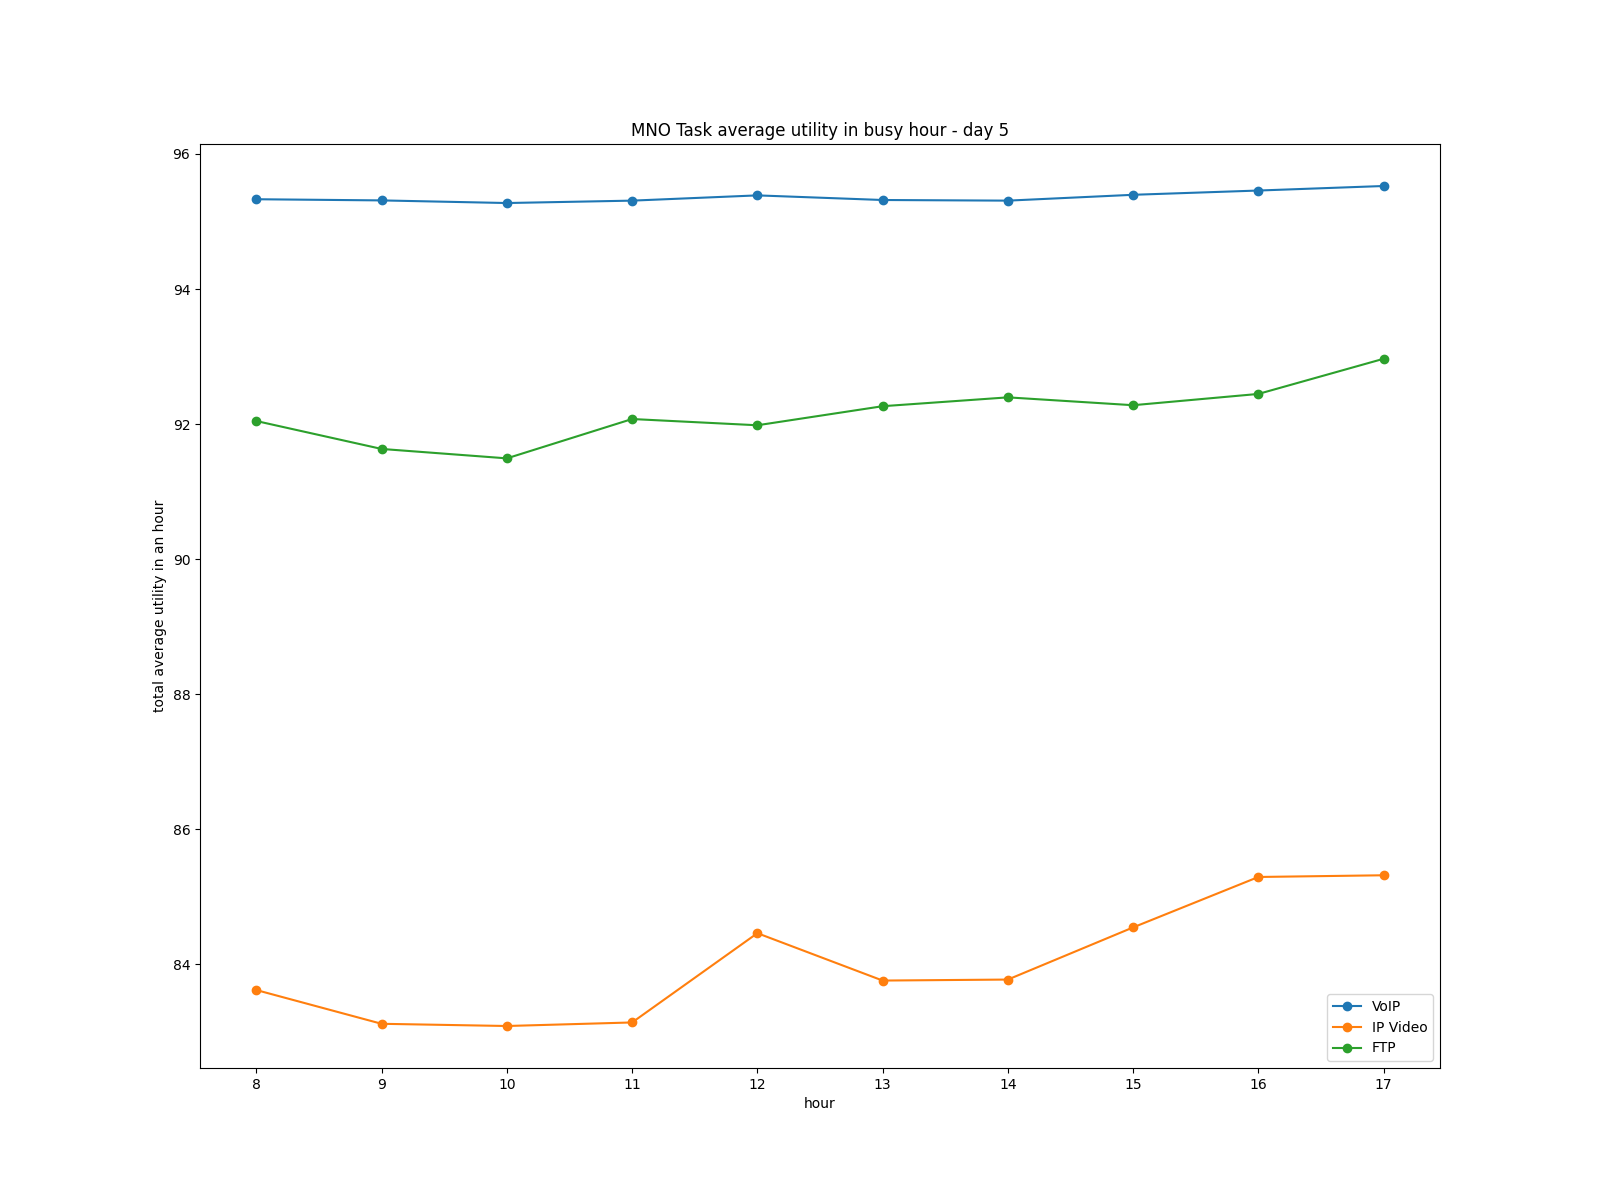 MNO Task average utility in busy hour - day 5
96
94
92
90
88
86
84
total average utility in an hour
8 9 10 11 12 13 14 15 16 17
hour
VoIP
IP Video
FTP